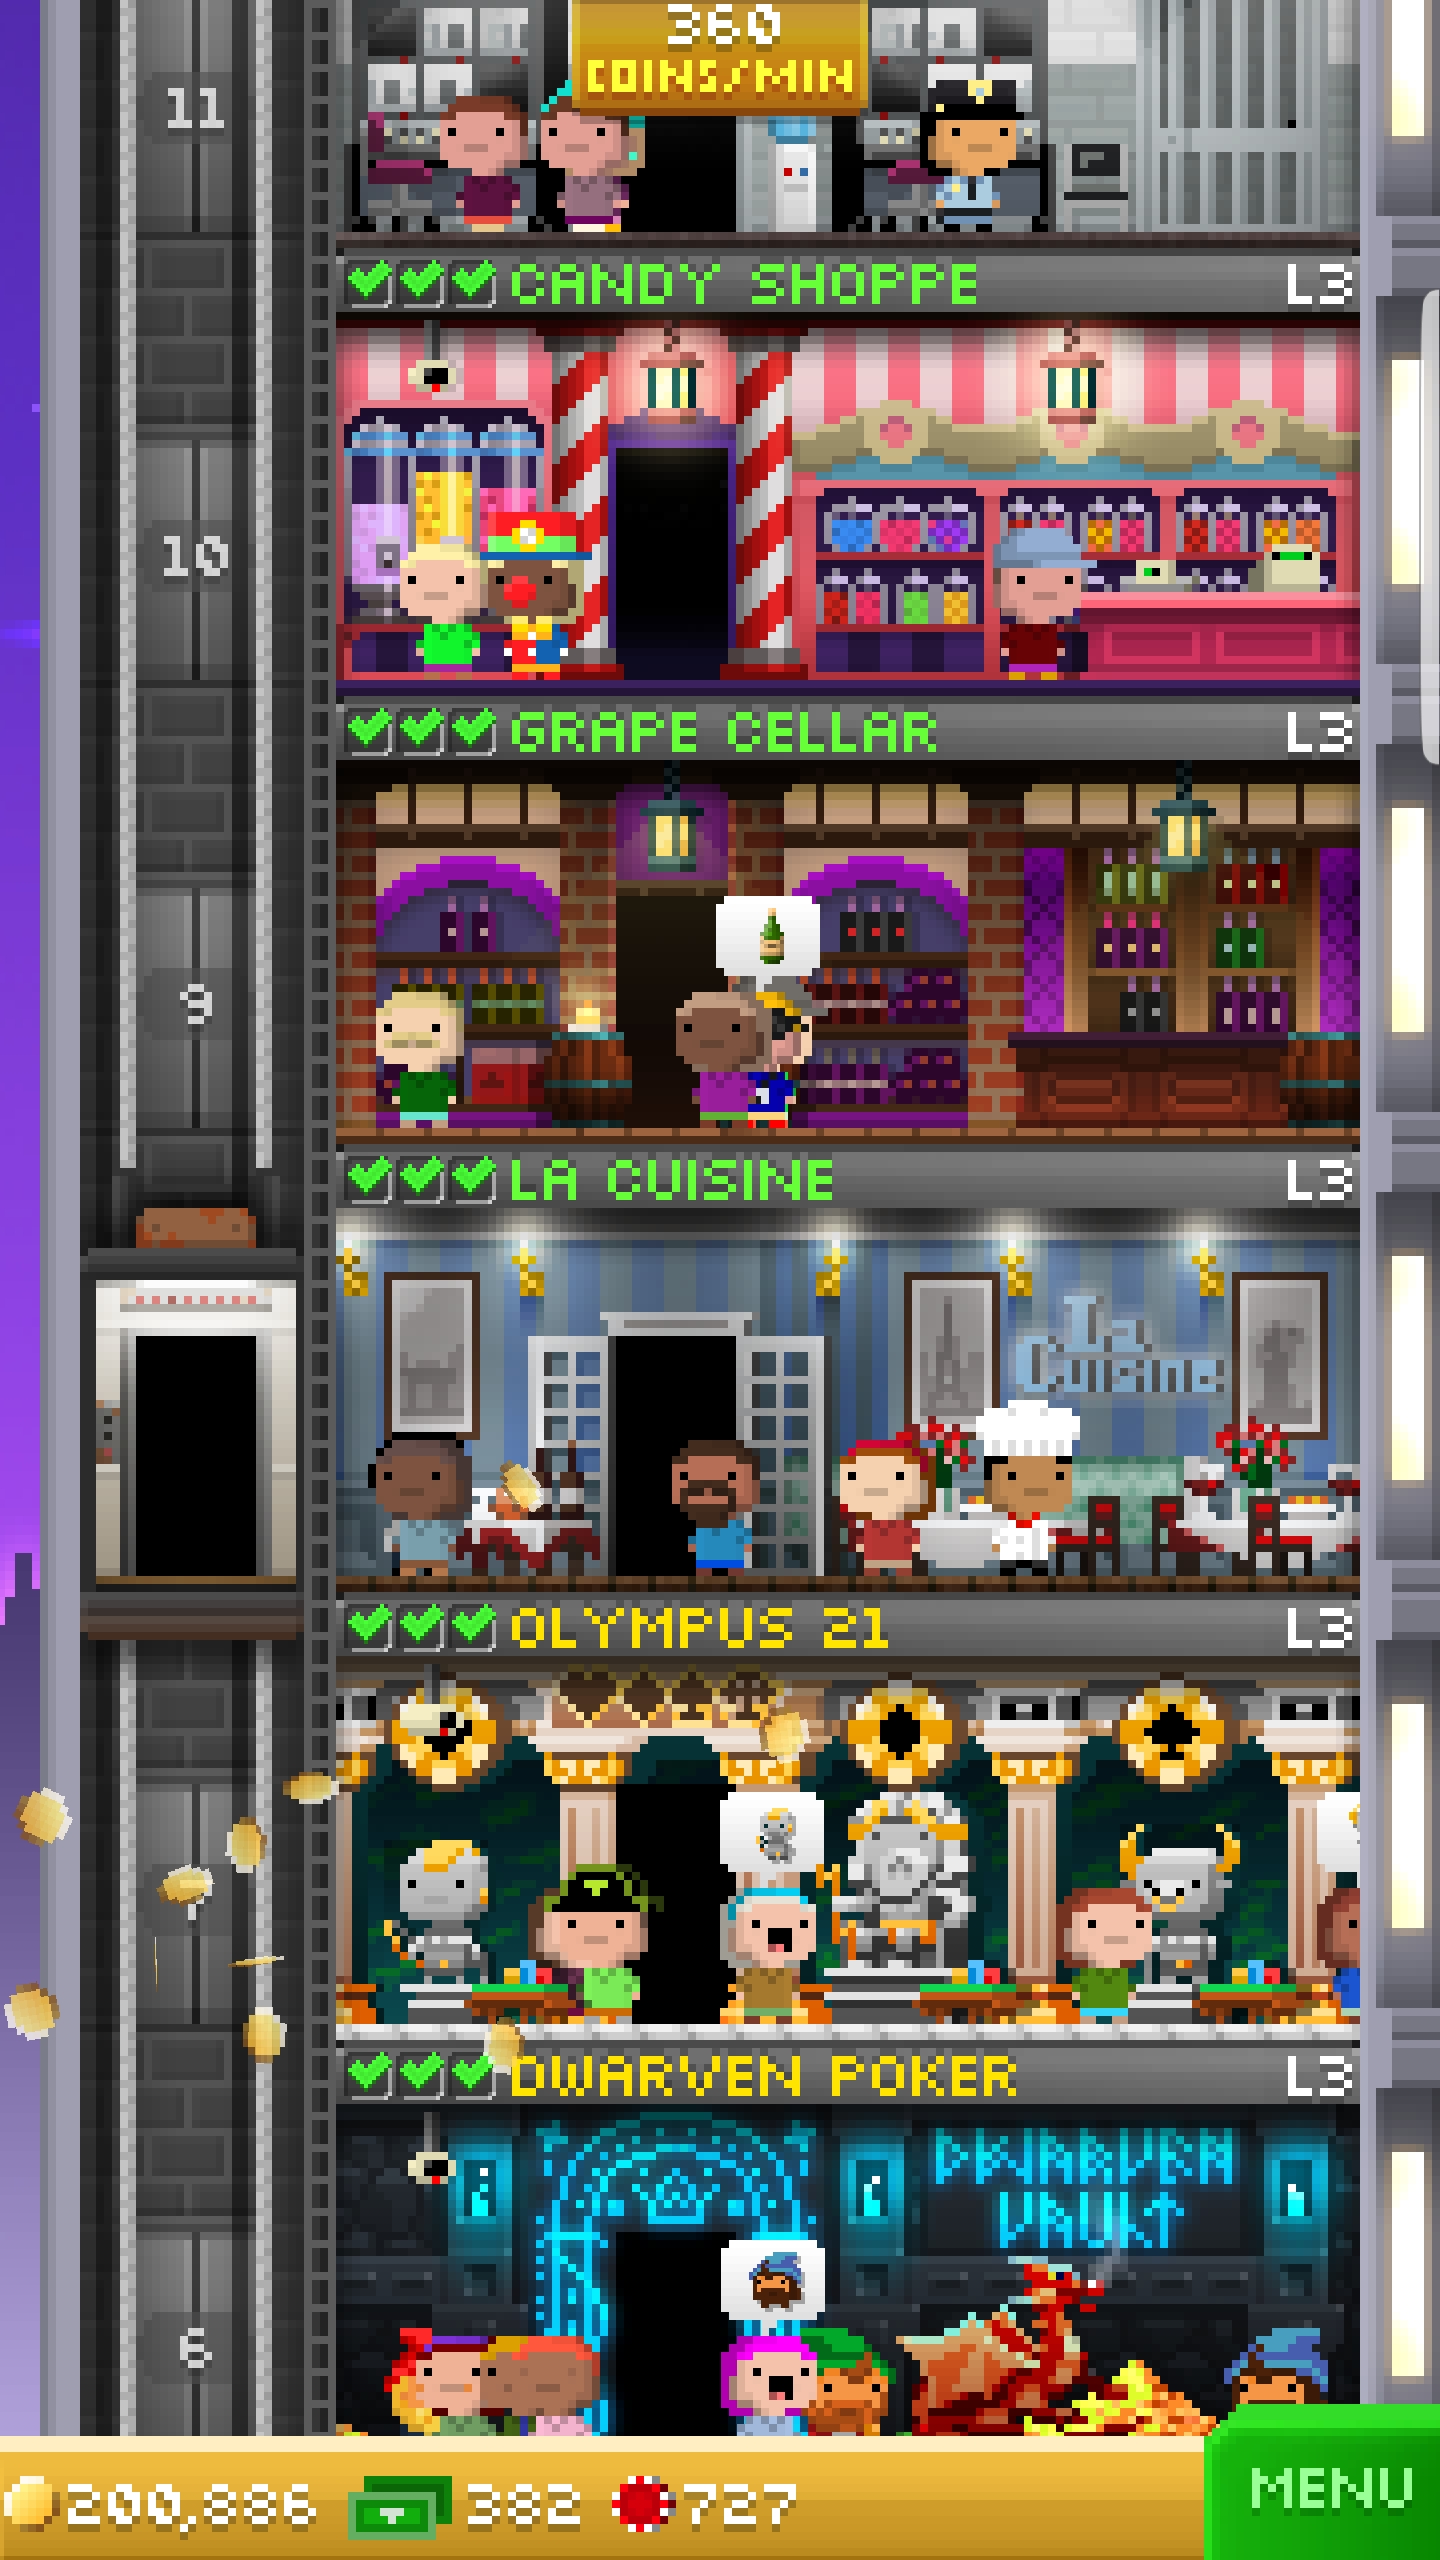 360
COINS/MIN
11
CANDY SHOPPE L3
10
GRAPE CELLAR L3
9
LA CUISINE L3
La
Cuisine
OLYMPUS 21 L3
DWARVEN POKER L3
DWARVEN
VAULT
6
200,886 382 727
MENU